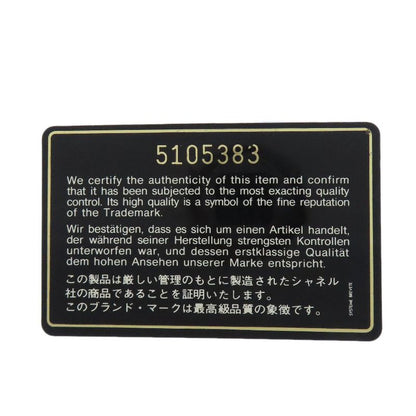 5105383
We certify the authenticity of this item and confirm
that it has been subjected to the most exacting quality
control. Its high quality is a symbol of the fine reputation
of the Trademark.
Wir bestätigen, dass es sich um einen Artikel handelt,
der während seiner Herstellung strengsten Kontrollen
unterworfen war, und dessen erstklassige Qualität
dem hohen Ansehen unserer Marke entspricht.
この製品は厳しい管理のもとに製造されたシャネル
社の商品であることを証明いたします。
このブランド・マークは最高級品質の象徴です。
SYSTEME BREVETE